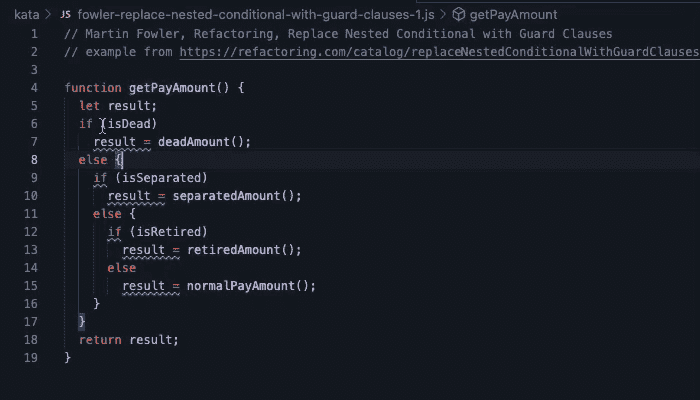 kata > JS fowler-replace-nested-conditional-with-guard-clauses-1.js > getPayAmount
1 // Martin Fowler, Refactoring, Replace Nested Conditional with Guard Clauses
2 // example from https://refactoring.com/catalog/replaceNestedConditionalWithGuardClauses
3
4 function getPayAmount() {
5 let result;
6 if (isDead)
7 result = deadAmount();
8 else {
9 if (isSeparated)
10 result = separatedAmount();
11 else {
12 if (isRetired)
13 result = retiredAmount();
14 else
15 result = normalPayAmount();
16 }
17 }
18 return result;
19 }